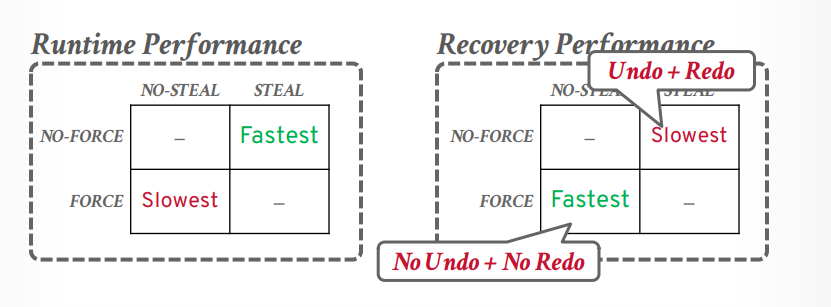 Runtime Performance
NO-STEAL STEAL
NO-FORCE – Fastest
FORCE Slowest –
Recovery Performance
Undo + Redo
NO-STEAL STEAL
NO-FORCE – Slowest
FORCE Fastest –
No Undo + No Redo